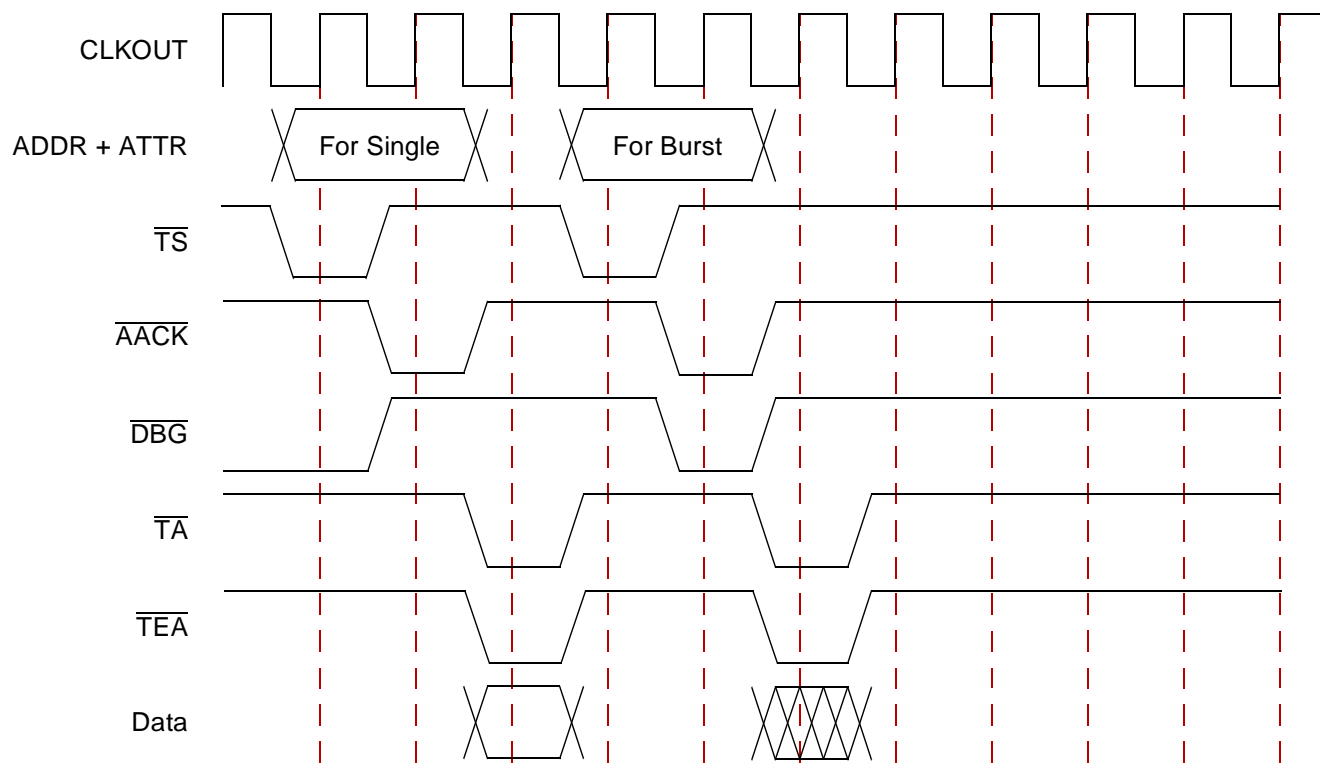 CLKOUT
ADDR + ATTR
For Single
For Burst
TS
AACK
DBG
TA
TEA
Data